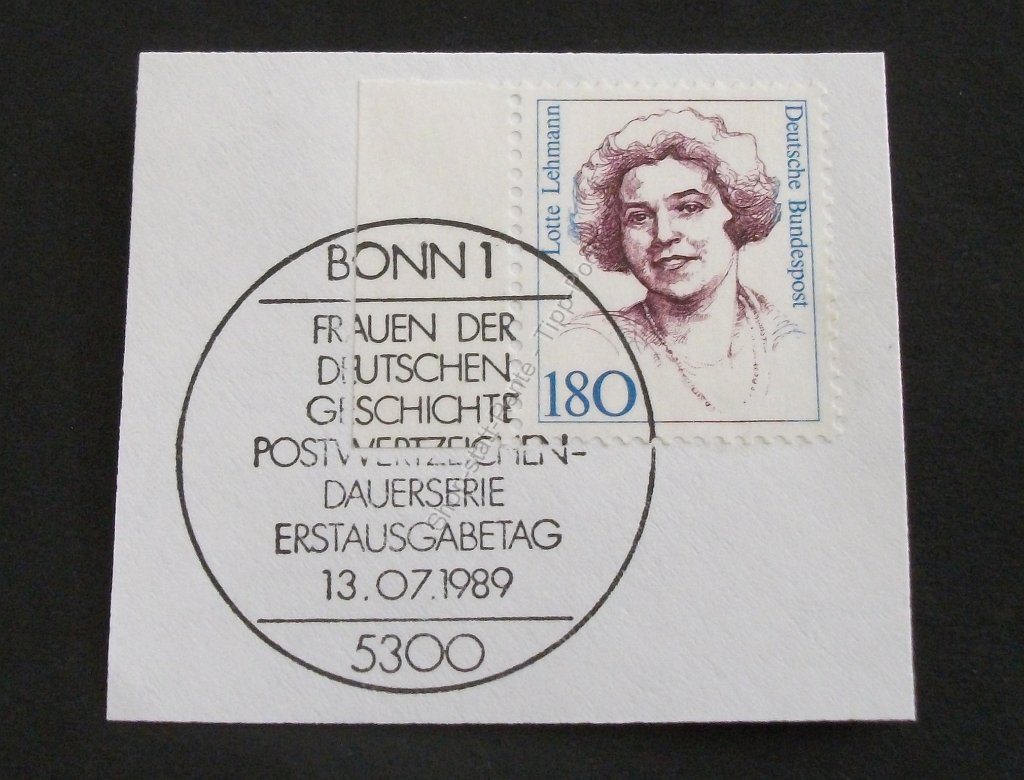 Lotte Lehmann
Deutsche Bundespost
180
BONN 1
FRAUEN DER
DEUTSCHEN
GESCHICHTE
POSTWERTZEICHEN-
DAUERSERIE
ERSTAUSGABETAG
13.07.1989
5300